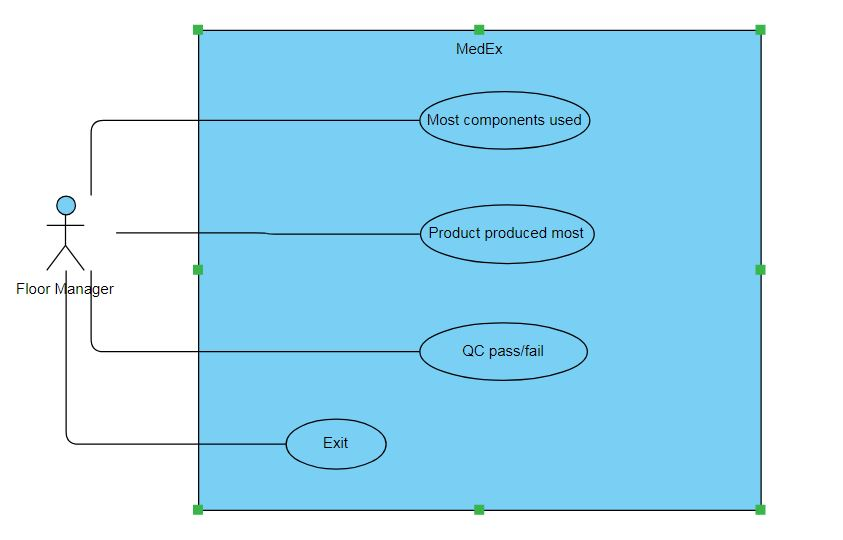 MedEx
Most components used
Product produced most
Floor Manager
QC pass/fail
Exit